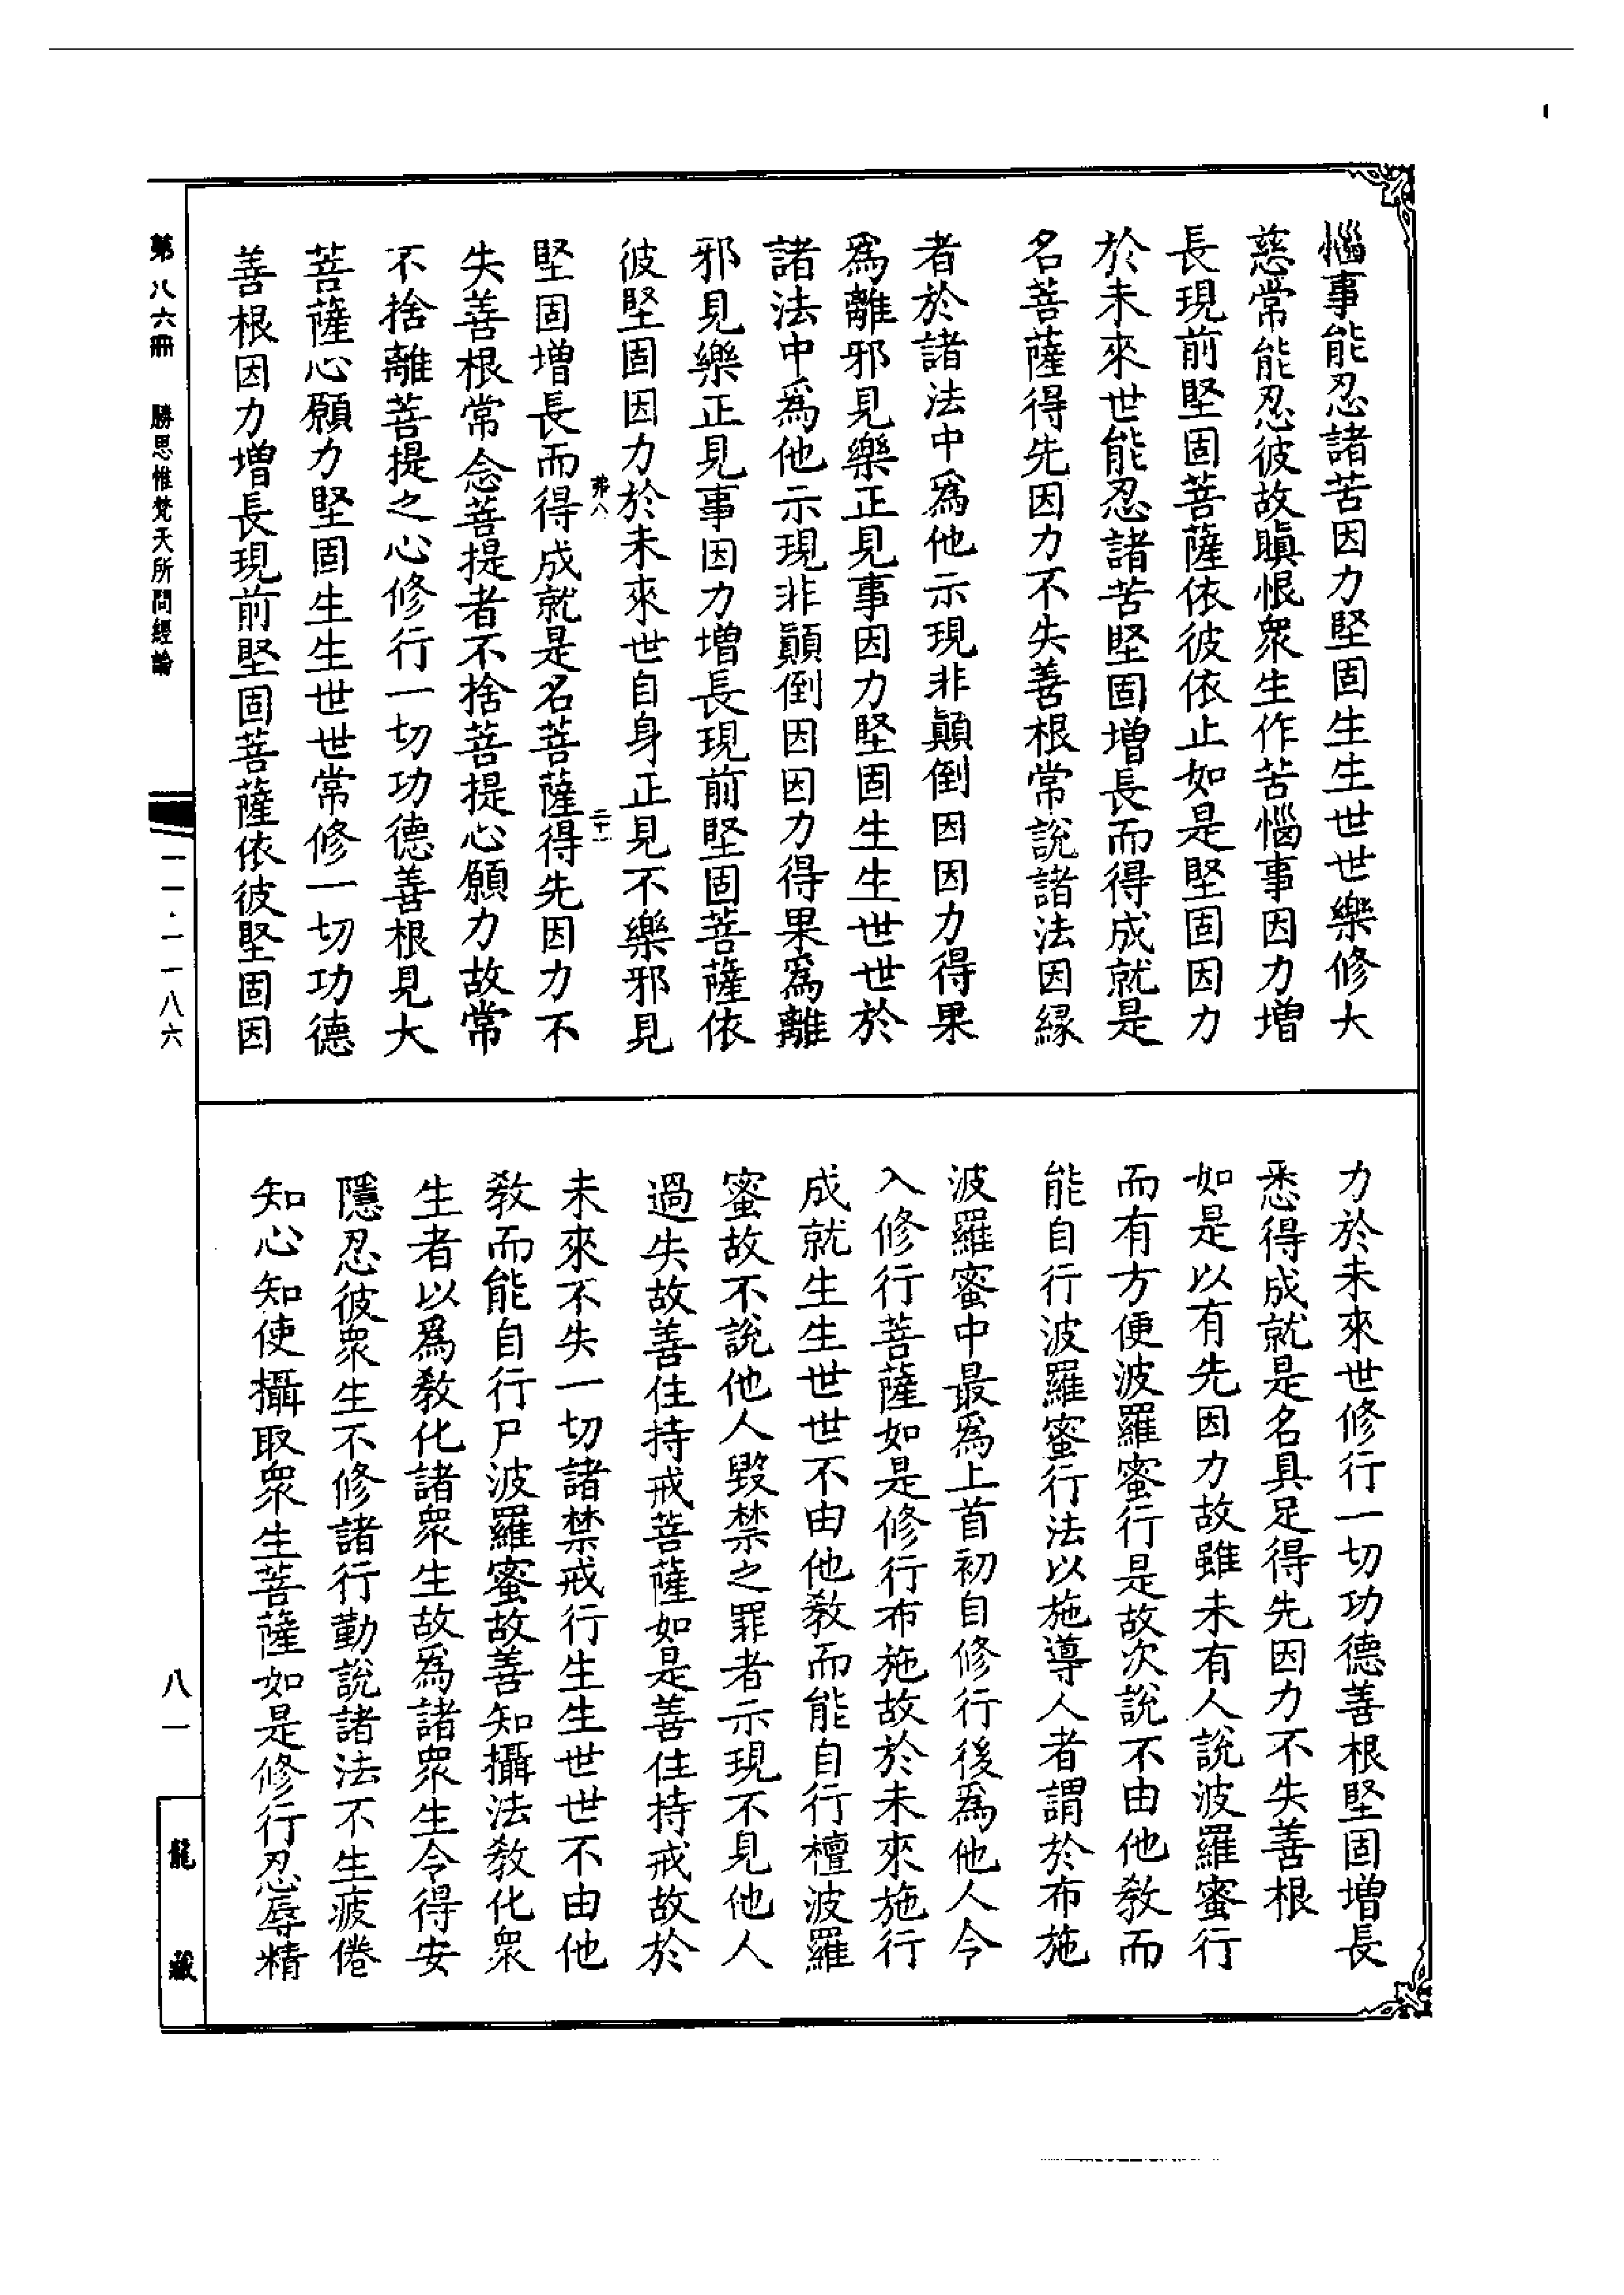 惱事能忍諸苦因力堅固生生世世樂修大
慈常能忍彼故瞋恨衆生作苦惱事因力增
長現前堅固菩薩依彼依止如是堅固因力
於未來世能忍諸苦堅固增長而得成就是
名菩薩得先因力不失善根常說諸法因緣
者於諸法中爲他示現非顚倒因因力得果
爲離邪見樂正見事因力堅固生生世世於
諸法中爲他示現非顚倒因因力得果爲離
邪見樂正見事因力增長現前堅固菩薩依
彼堅固因力於未來世自身正見不樂邪見
弗八
二十一
堅固增長而得成就是名菩薩得先因力不
失善根常念菩提者不捨菩提心願力故常
不捨離菩提之心修行一切功德善根見大
菩薩心願力堅固生生世世常修一切功德
善根因力增長現前堅固菩薩依彼堅固因
力於未來世修行一切功德善根堅固增長
悉得成就是名具足得先因力不失善根
如是以有先因力故雖未有人說波羅蜜行
而有方便波羅蜜行是故次說不由他敎而
能自行波羅蜜行法以施導人者謂於布施
波羅蜜中最爲上首初自修行後爲他人令
入修行菩薩如是修行布施故於未來施行
成就生生世世不由他敎而能自行檀波羅
蜜故不說他人毀禁之罪者示現不見他人
過失故善住持戒菩薩如是善住持戒故於
未來不失一切諸禁戒行生生世世不由他
敎而能自行尸波羅蜜故善知攝法敎化衆
生者以爲敎化諸衆生故爲諸衆生令得安
隱忍彼衆生不修諸行勤說諸法不生疲倦
知心知使攝取衆生菩薩如是修行忍辱精
第八六冊　勝思惟梵天所問經論
一一·一一八六
八一
龍藏